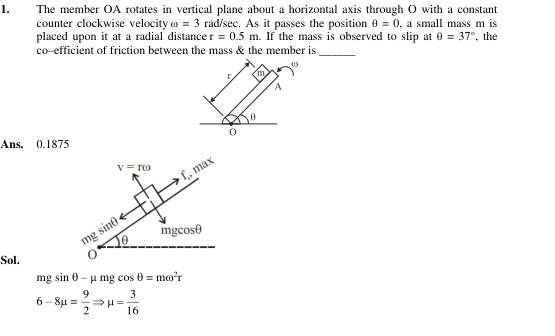 1. The member OA rotates in vertical plane about a horizontal axis through O with a constant
counter clockwise velocity ω = 3 rad/sec. As it passes the position θ = 0, a small mass m is
placed upon it at a radial distance r = 0.5 m. If the mass is observed to slip at θ = 37°, the
co–efficient of friction between the mass & the member is ______
ω
r
m
A
θ
O
Ans. 0.1875
v = rω
f_s, max
mg sinθ
mgcosθ
θ
O
Sol.
mg sin θ – μ mg cos θ = mω²r
6 – 8μ = 9/2 ⇒ μ = 3/16